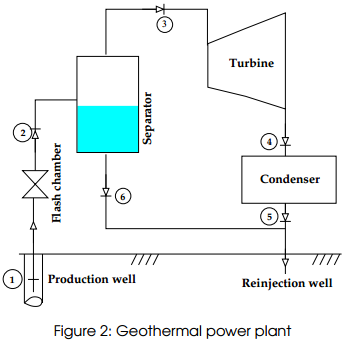 3
Turbine
Separator
2
4
Flash chamber
Condenser
6
5
1
Production well
Reinjection well
Figure 2: Geothermal power plant